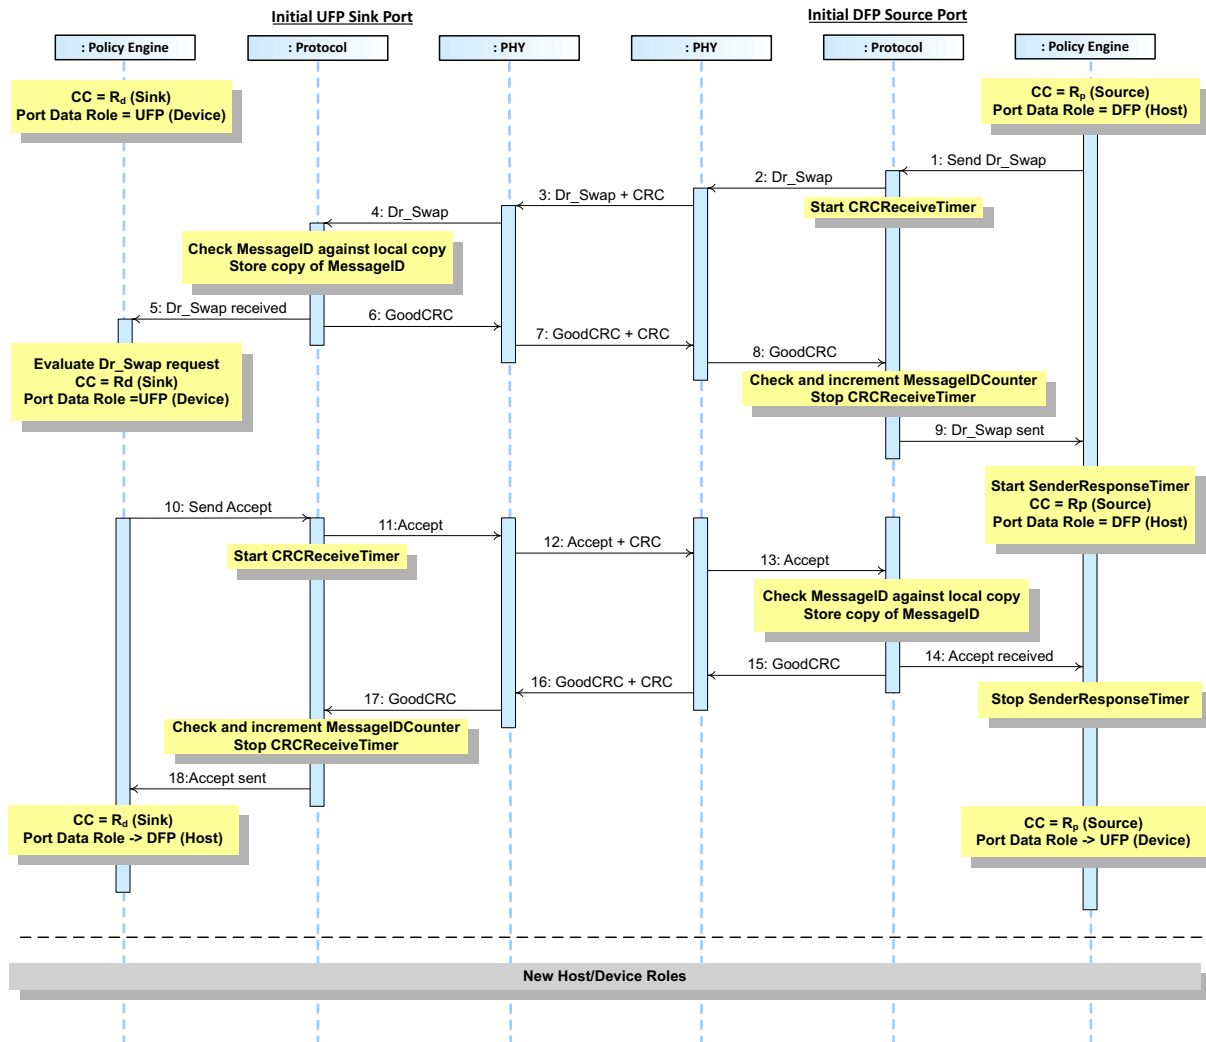 Initial UFP Sink Port
Initial DFP Source Port
: Policy Engine
: Protocol
: PHY
: PHY
: Protocol
: Policy Engine
CC = Rd (Sink)
Port Data Role = UFP (Device)
CC = Rp (Source)
Port Data Role = DFP (Host)
1: Send Dr_Swap
2: Dr_Swap
Start CRCReceiveTimer
3: Dr_Swap + CRC
4: Dr_Swap
Check MessageID against local copy
Store copy of MessageID
5: Dr_Swap received
6: GoodCRC
7: GoodCRC + CRC
8: GoodCRC
Evaluate Dr_Swap request
CC = Rd (Sink)
Port Data Role =UFP (Device)
Check and increment MessageIDCounter
Stop CRCReceiveTimer
9: Dr_Swap sent
Start SenderResponseTimer
CC = Rp (Source)
Port Data Role = DFP (Host)
10: Send Accept
11:Accept
Start CRCReceiveTimer
12: Accept + CRC
13: Accept
Check MessageID against local copy
Store copy of MessageID
14: Accept received
15: GoodCRC
16: GoodCRC + CRC
17: GoodCRC
Stop SenderResponseTimer
Check and increment MessageIDCounter
Stop CRCReceiveTimer
18:Accept sent
CC = Rd (Sink)
Port Data Role -> DFP (Host)
CC = Rp (Source)
Port Data Role -> UFP (Device)
New Host/Device Roles